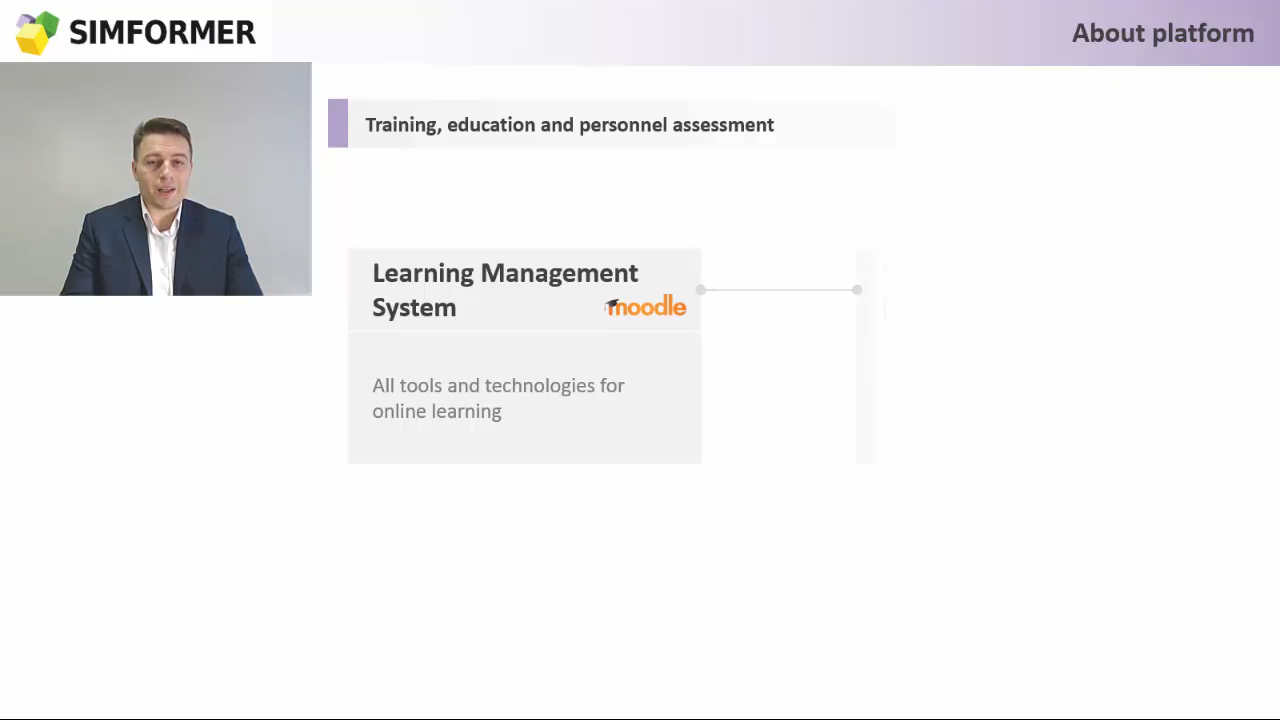 SIMFORMER
About platform
Training, education and personnel assessment
Learning Management
System
moodle
All tools and technologies for
online learning